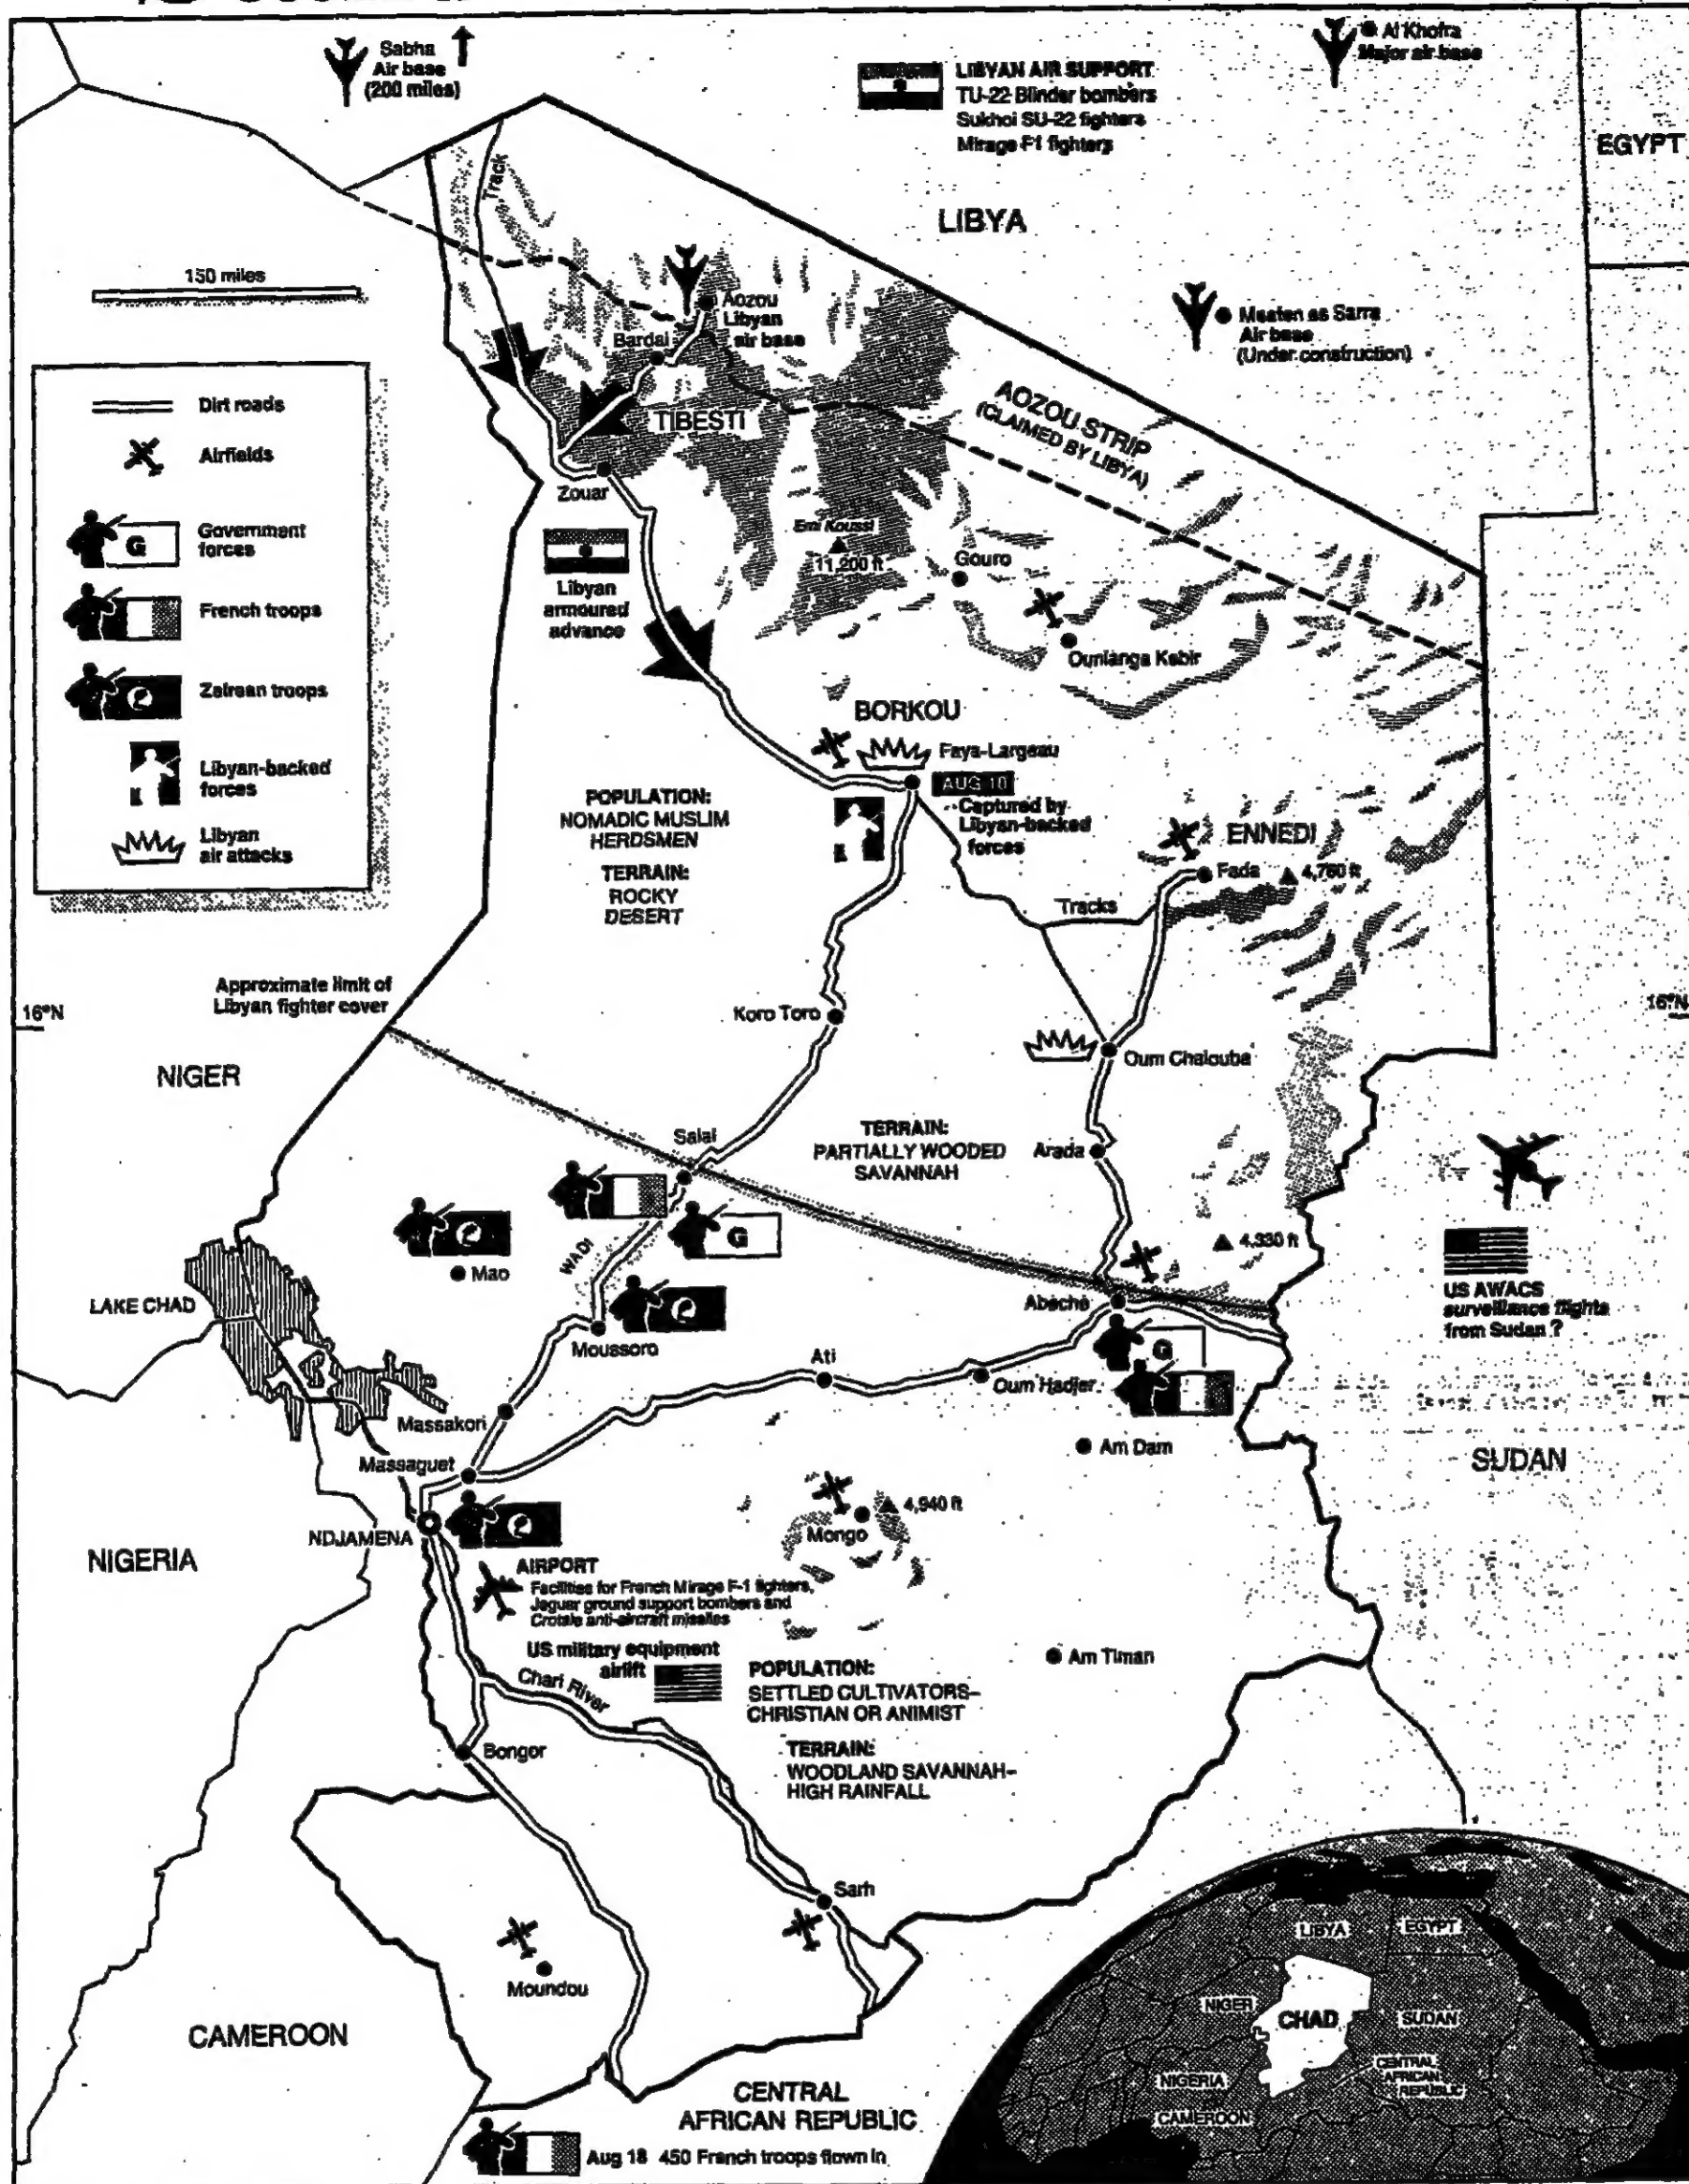 Sabha
Air base
(200 miles)
LIBYAN AIR SUPPORT
TU-22 Blinder bombers
Sukhoi SU-22 fighters
Mirage F1 fighters
Al Khofra
Major air base
EGYPT
LIBYA
Track
150 miles
Aozou
Libyan
air base
Bardai
Meaten as Sarra
Air base
(Under construction)
AOZOU STRIP
(CLAIMED BY LIBYA)
TIBESTI
Zouar
Dirt roads
Airfields
G
Government
forces
French troops
Zairean troops
Libyan-backed
forces
Libyan
air attacks
Libyan
armoured
advance
Emi Koussi
11,200 ft
Gouro
Ounianga Kebir
BORKOU
Faya-Largeau
AUG 10
Captured by
Libyan-backed
forces
POPULATION:
NOMADIC MUSLIM
HERDSMEN
TERRAIN:
ROCKY
DESERT
ENNEDI
Fada
4,760 ft
Tracks
Approximate limit of
Libyan fighter cover
16°N
16°N
Koro Toro
Oum Chalouba
NIGER
Salal
TERRAIN:
PARTIALLY WOODED
SAVANNAH
Arada
G
WADI
Mao
4,330 ft
US AWACS
surveillance flights
from Sudan?
LAKE CHAD
Moussoro
Abeche
G
Ati
Oum Hadjer
Massakori
Am Dam
Massaguet
SUDAN
NDJAMENA
4,940 ft
Mongo
NIGERIA
AIRPORT
Facilities for French Mirage F-1 fighters,
Jaguar ground support bombers and
Crotale anti-aircraft missiles
US military equipment
airlift
Chari River
POPULATION:
SETTLED CULTIVATORS-
CHRISTIAN OR ANIMIST
Am Timan
Bongor
TERRAIN:
WOODLAND SAVANNAH-
HIGH RAINFALL
Sarh
Moundou
CAMEROON
CENTRAL
AFRICAN REPUBLIC
Aug 18 450 French troops flown in
LIBYA
EGYPT
NIGER
CHAD
SUDAN
NIGERIA
CENTRAL
AFRICAN
REPUBLIC
CAMEROON